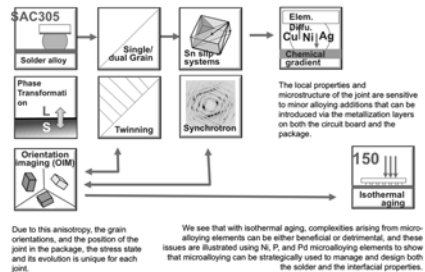 SAC305
Solder alloy
Single/
dual Grain
Sn slip
systems
Elem.
Diffu.
Cu Ni Ag
Chemical
gradient
Phase
Transformati
on
L
S
Twinning
Synchrotron
The local properties and
microstructure of the joint are sensitive
to minor alloying additions that can be
introduced via the metallization layers
on both the circuit board and the
package.
Orientation
imaging (OIM)
150
Isothermal
aging
Due to this anisotropy, the grain
orientations, and the position of the
joint in the package, the stress state
and its evolution is unique for each
joint.
We see that with isothermal aging, complexities arising from micro-
alloying elements can be either beneficial or detrimental, and these
issues are illustrated using Ni, P, and Pd microalloying elements to show
that microalloying can be strategically used to manage and design both
the solder and the interfacial properties.